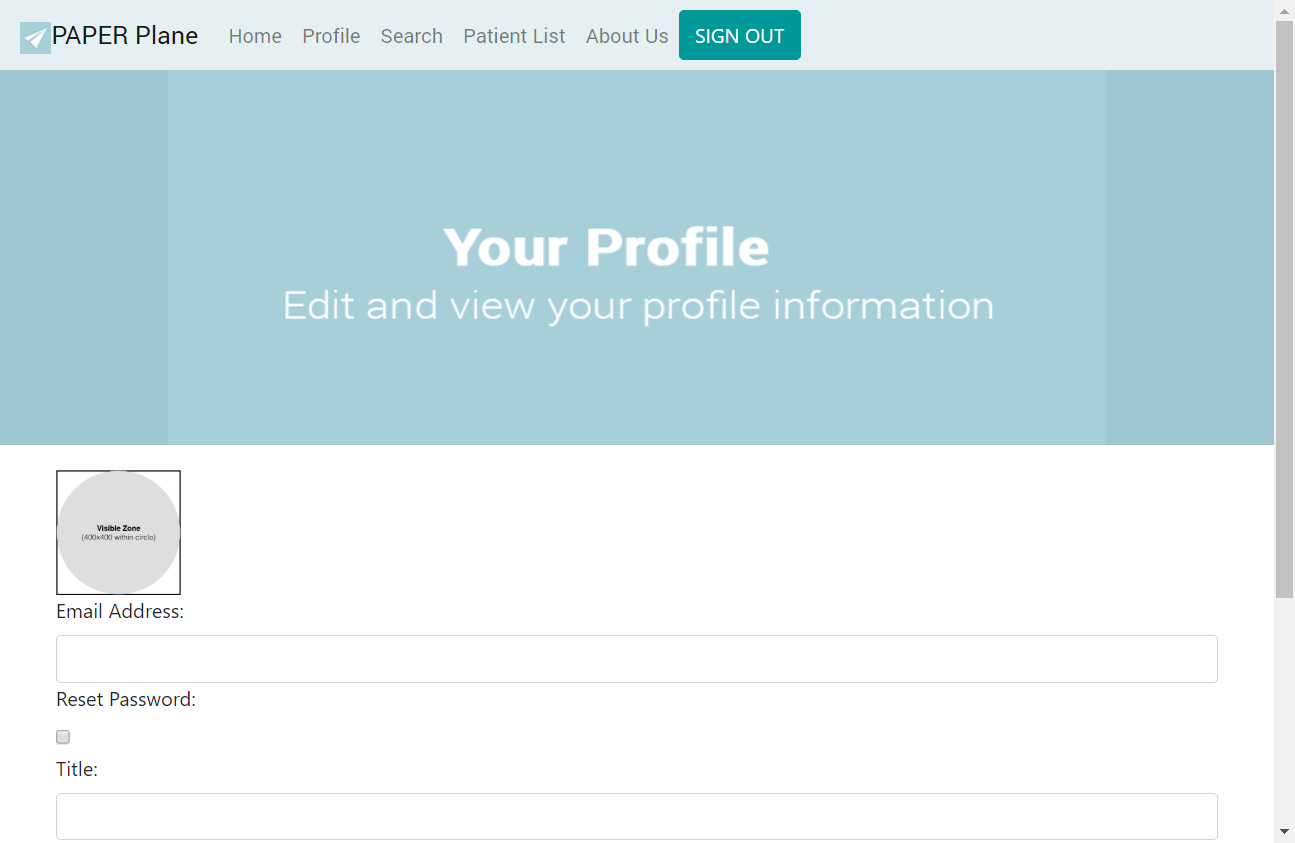 PAPER Plane Home Profile Search Patient List About Us SIGN OUT
Your Profile
Edit and view your profile information
Visible Zone
(400x400 within circle)
Email Address:
Reset Password:
Title: